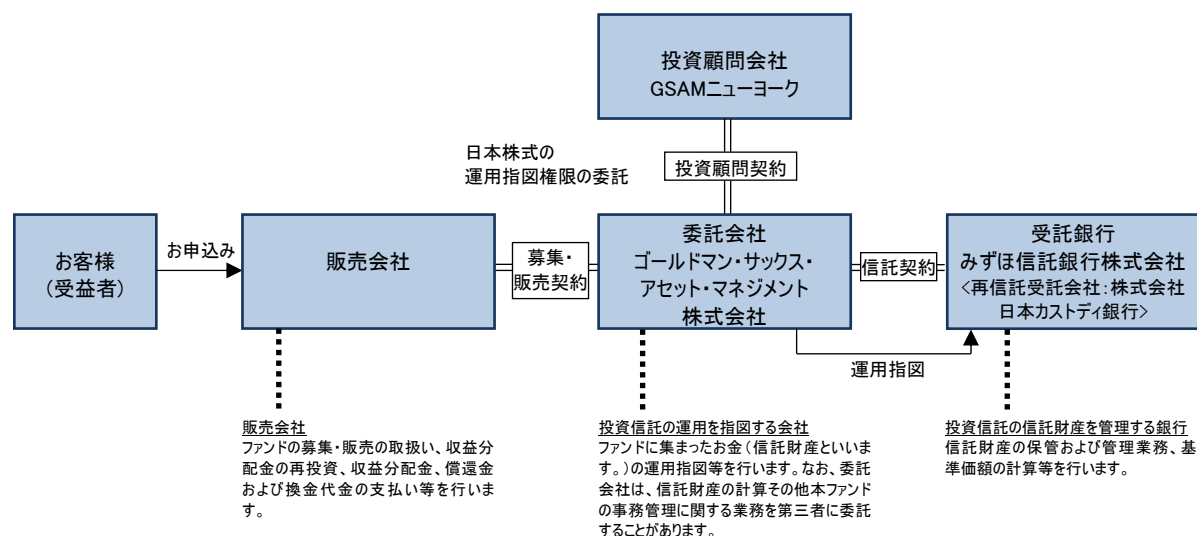 投資顧問会社
GSAMニューヨーク
日本株式の
運用指図権限の委託
投資顧問契約
お客様
(受益者)
お申込み
販売会社
募集・
販売契約
委託会社
ゴールドマン・サックス・
アセット・マネジメント
株式会社
信託契約
受託銀行
みずほ信託銀行株式会社
<再信託受託会社:株式会社
日本カストディ銀行>
運用指図
販売会社
ファンドの募集・販売の取扱い、収益分
配金の再投資、収益分配金、償還金
および換金代金の支払い等を行いま
す。
投資信託の運用を指図する会社
ファンドに集まったお金(信託財産といいま
す。)の運用指図等を行います。なお、委託
会社は、信託財産の計算その他本ファンド
の事務管理に関する業務を第三者に委託
することがあります。
投資信託の信託財産を管理する銀行
信託財産の保管および管理業務、基
準価額の計算等を行います。